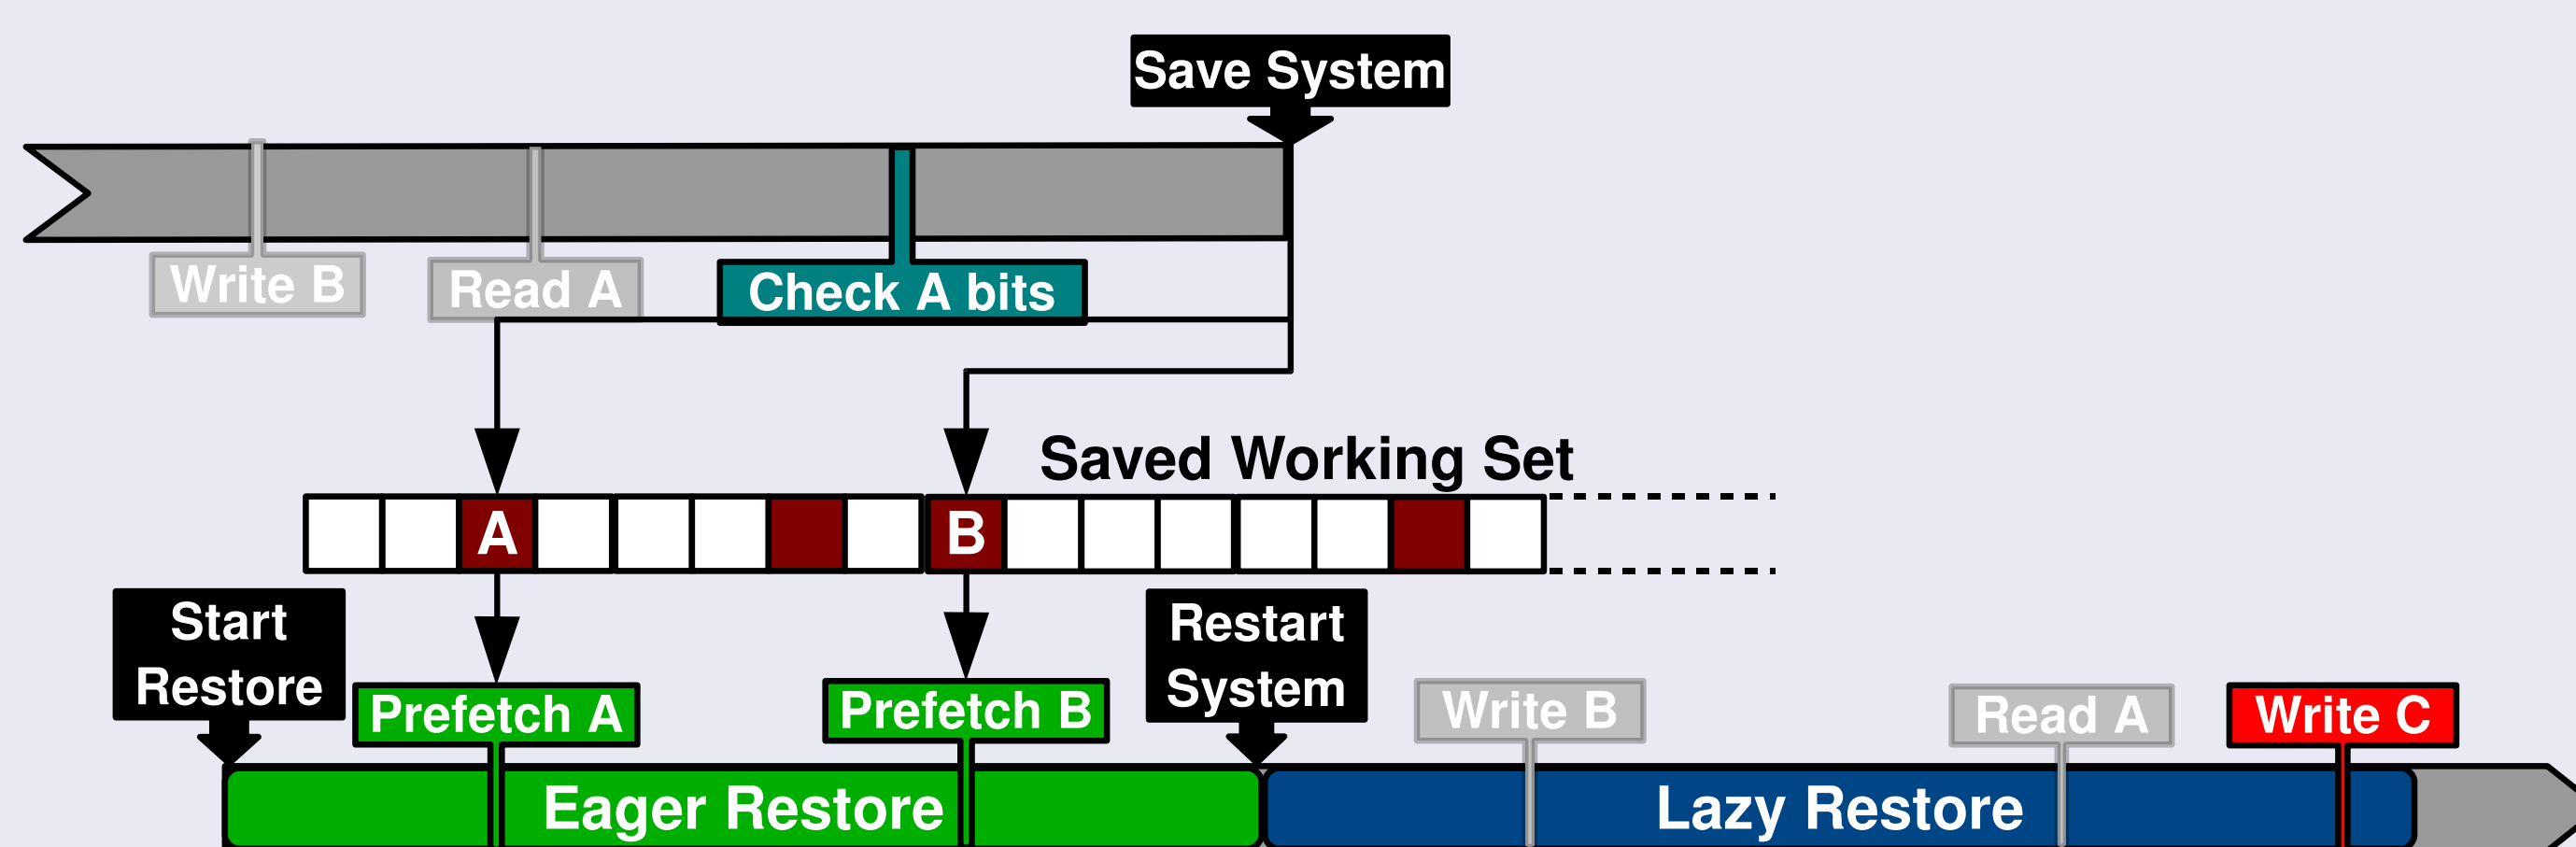 Save System
Write B
Read A
Check A bits
Saved Working Set
A
B
Start
Restore
Restart
System
Prefetch A
Prefetch B
Write B
Read A
Write C
Eager Restore
Lazy Restore